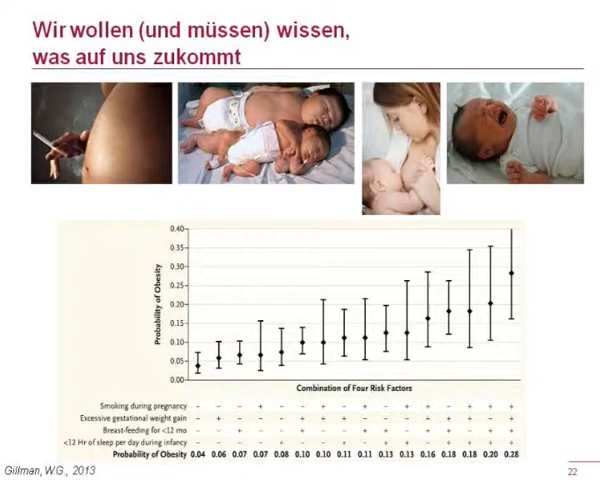 Wir wollen (und müssen) wissen,
was auf uns zukommt
0.40
0.35
0.30
0.25
0.20
0.15
0.10
0.05
0.00
Probability of Obesity
Combination of Four Risk Factors
Smoking during pregnancy
Excessive gestational weight gain
Breast-feeding for <12 mo
<12 Hr of sleep per day during infancy
Probability of Obesity 0.04 0.06 0.07 0.07 0.08 0.10 0.10 0.11 0.11 0.13 0.13 0.16 0.18 0.18 0.20 0.28
Gillman, W.G., 2013
22